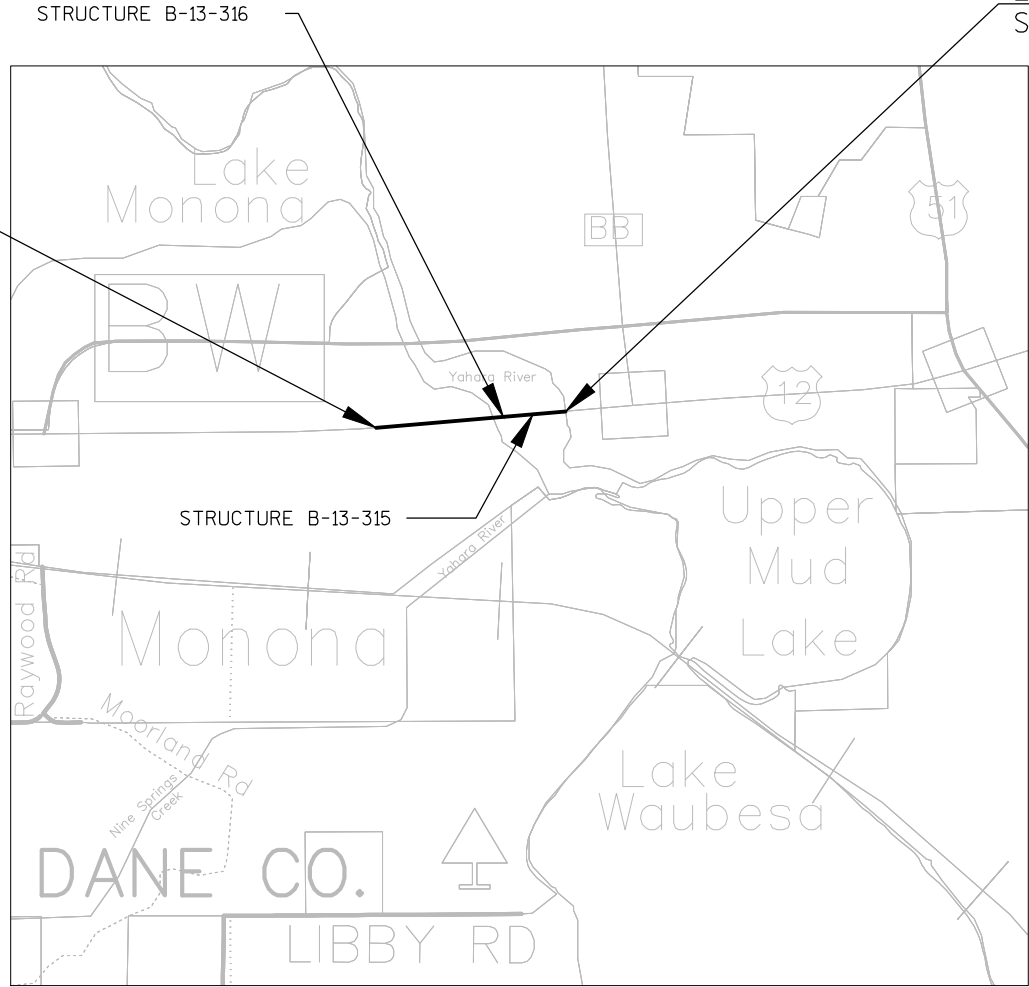 STRUCTURE B-13-316
S
Lake
Monona
BB
51
BW
Yahara River
12
STRUCTURE B-13-315
Upper
Mud
Lake
Yahara River
Raywood Rd
Monona
Moorland Rd
Nine Springs
Creek
Lake
Waubesa
DANE CO.
LIBBY RD